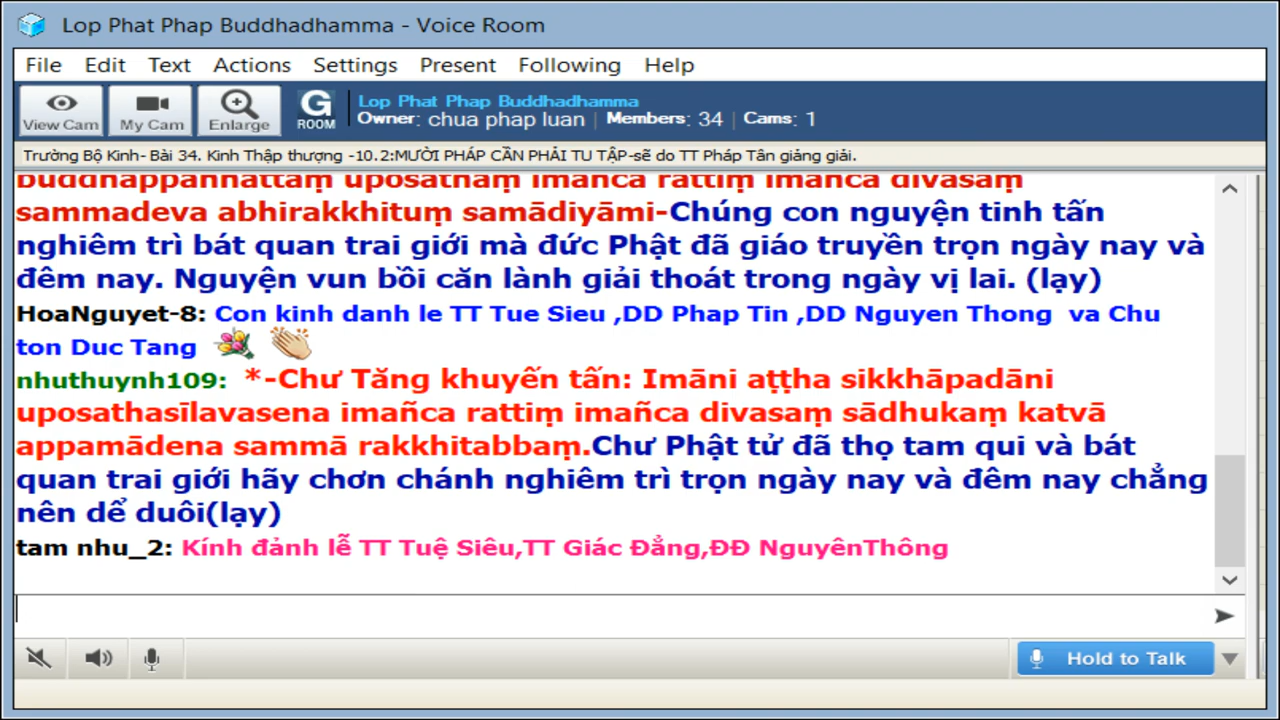 Lop Phat Phap Buddhadhamma - Voice Room
File Edit Text Actions Settings Present Following Help
View Cam My Cam Enlarge G ROOM Lop Phat Phap Buddhadhamma
Owner: chua phap luan | Members: 34 | Cams: 1
Trường Bộ Kinh- Bài 34. Kinh Thập thượng -10.2:MƯỜI PHÁP CẦN PHẢI TU TẬP-sẽ do TT Pháp Tân giảng giải.
buddhappaññattaṃ uposathaṃ imañca rattiṃ imañca divasaṃ
sammadeva abhirakkhituṃ samādiyāmi-Chúng con nguyện tinh tấn
nghiêm trì bát quan trai giới mà đức Phật đã giáo truyền trọn ngày nay và
đêm nay. Nguyện vun bồi căn lành giải thoát trong ngày vị lai. (lạy)
HoaNguyet-8: Con kinh danh le TT Tue Sieu ,DD Phap Tin ,DD Nguyen Thong va Chu
ton Duc Tang
nhuthuynh109: *-Chư Tăng khuyến tấn: Imāni aṭṭha sikkhāpadāni
uposathasīlavasena imañca rattiṃ imañca divasaṃ sādhukaṃ katvā
appamādena sammā rakkhitabbaṃ.Chư Phật tử đã thọ tam qui và bát
quan trai giới hãy chơn chánh nghiêm trì trọn ngày nay và đêm nay chẳng
nên dể duôi(lạy)
tam nhu_2: Kính đảnh lễ TT Tuệ Siêu,TT Giác Đẳng,ĐĐ NguyênThông
Hold to Talk